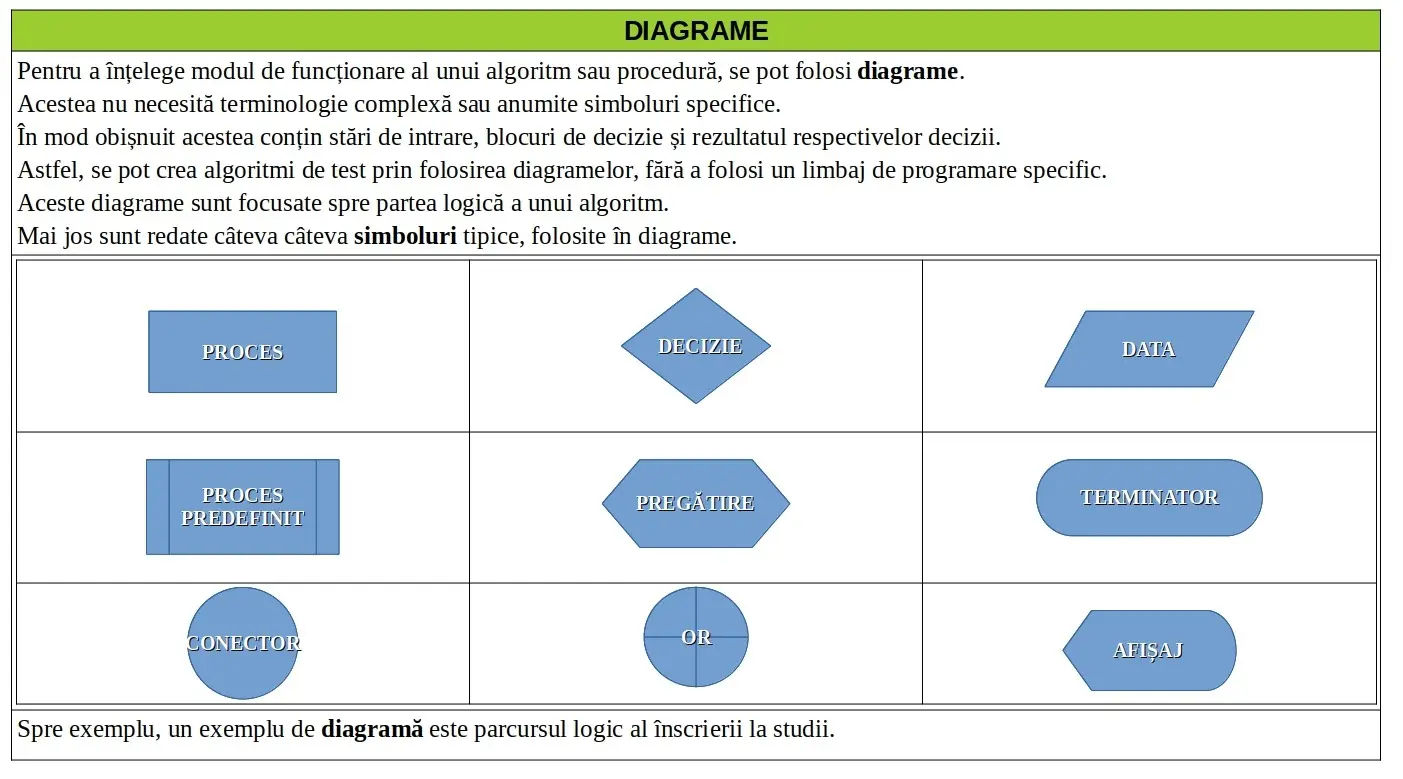 DIAGRAME
Pentru a înțelege modul de funcționare al unui algoritm sau procedură, se pot folosi diagrame.
Acestea nu necesită terminologie complexă sau anumite simboluri specifice.
În mod obișnuit acestea conțin stări de intrare, blocuri de decizie și rezultatul respectivelor decizii.
Astfel, se pot crea algoritmi de test prin folosirea diagramelor, fără a folosi un limbaj de programare specific.
Aceste diagrame sunt focusate spre partea logică a unui algoritm.
Mai jos sunt redate câteva câteva simboluri tipice, folosite în diagrame.
PROCES
DECIZIE
DATA
PROCES
PREDEFINIT
PREGĂTIRE
TERMINATOR
CONECTOR
OR
AFIȘAJ
Spre exemplu, un exemplu de diagramă este parcursul logic al înscrierii la studii.